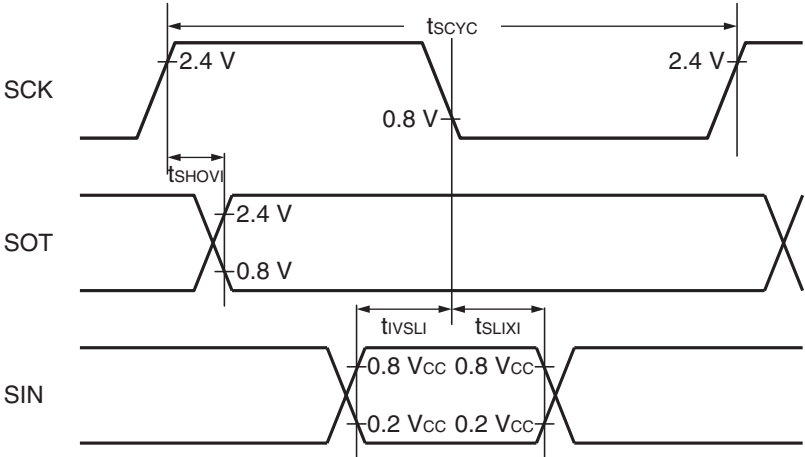 tSCYC
SCK
2.4 V
2.4 V
0.8 V
tSHOVI
SOT
2.4 V
0.8 V
tIVSLI
tSLIXI
SIN
0.8 VCC 0.8 VCC
0.2 VCC 0.2 VCC